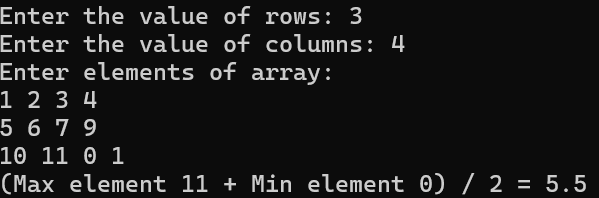 Enter the value of rows: 3
Enter the value of columns: 4
Enter elements of array:
1 2 3 4
5 6 7 9
10 11 0 1
(Max element 11 + Min element 0) / 2 = 5.5